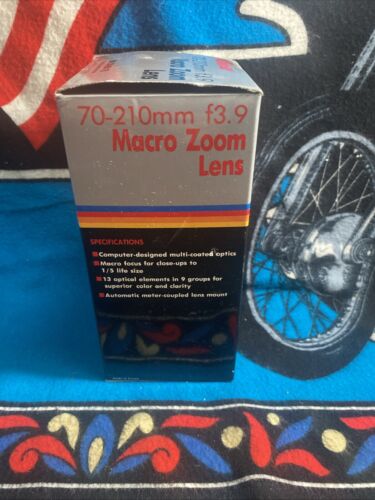 70-210mm f3.9
Macro Zoom
Lens
SPECIFICATIONS
Computer-designed multi-coated optics
Macro focus for close-ups to
1/5 life size
13 optical elements in 9 groups for
superior color and clarity
Automatic meter-coupled lens mount